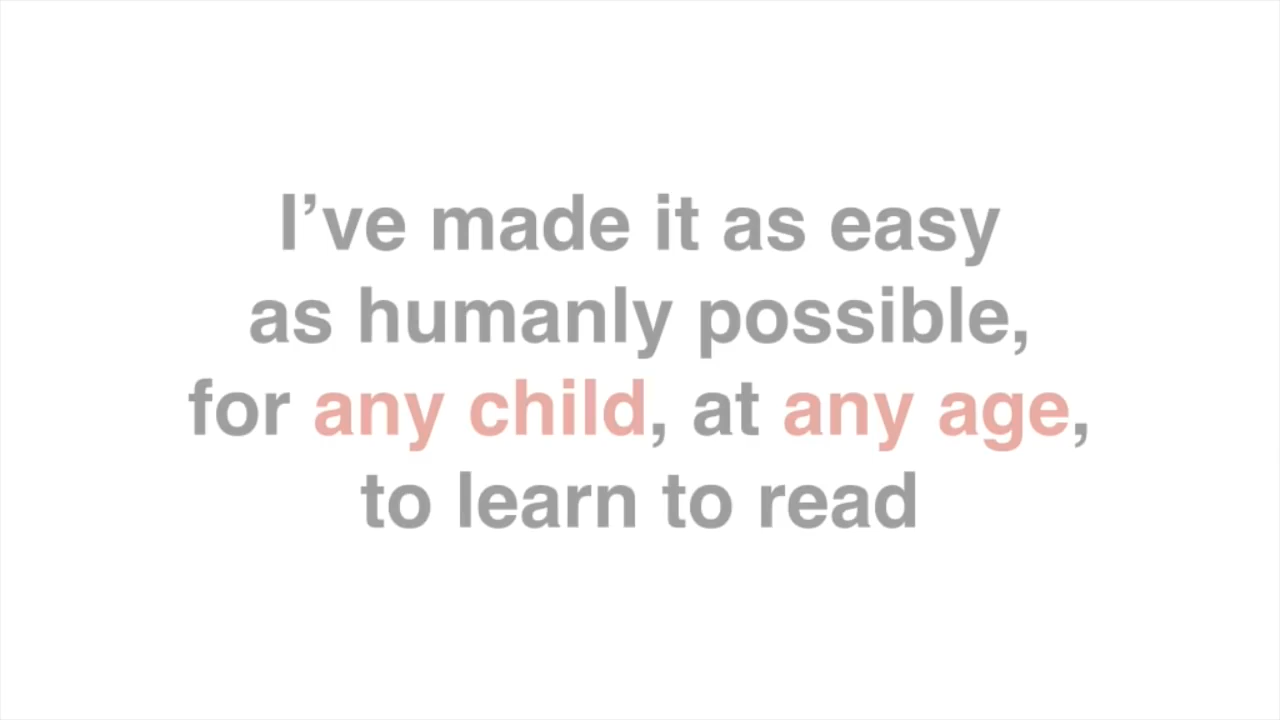 I’ve made it as easy
as humanly possible,
for any child, at any age,
to learn to read